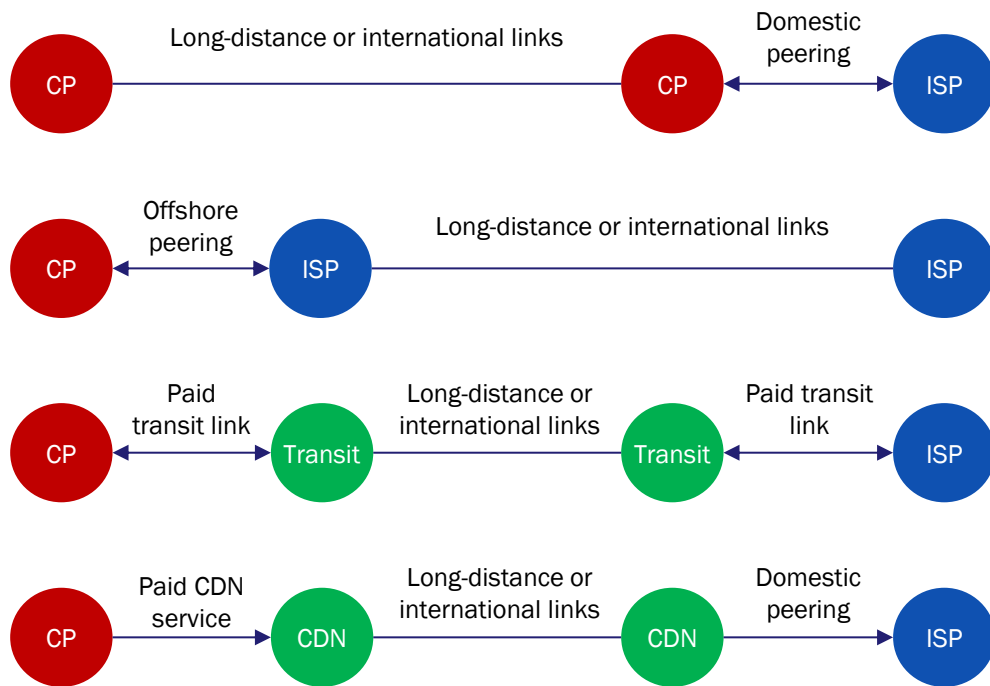 Long-distance or international links
Domestic
peering
CP
CP
ISP
Offshore
peering
Long-distance or international links
CP
ISP
ISP
Paid
transit link
Long-distance or
international links
Paid transit
link
CP
Transit
Transit
ISP
Paid CDN
service
Long-distance or
international links
Domestic
peering
CP
CDN
CDN
ISP